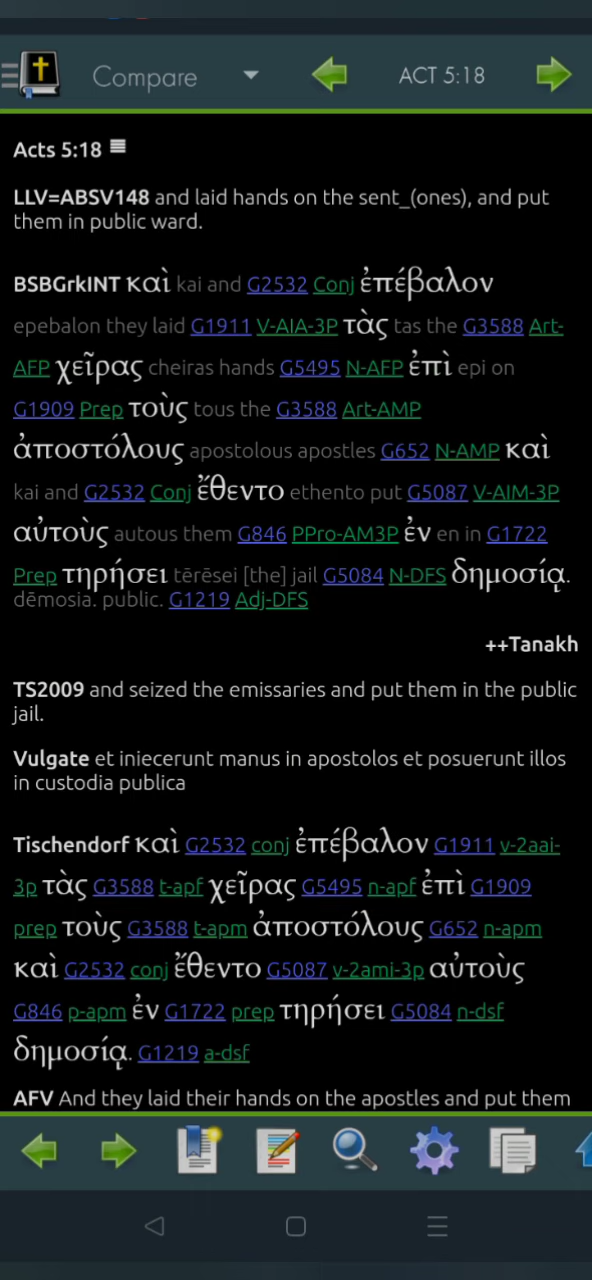 Compare
ACT 5:18
Acts 5:18
LLV=ABSV148 and laid hands on the sent_(ones), and put
them in public ward.
BSBGrkINT καὶ kai and G2532 Conj ἐπέβαλον
epebalon they laid G1911 V-AIA-3P τὰς tas the G3588 Art-
AFP χεῖρας cheiras hands G5495 N-AFP ἐπὶ epi on
G1909 Prep τοὺς tous the G3588 Art-AMP
ἀποστόλους apostolous apostles G652 N-AMP καὶ
kai and G2532 Conj ἔθεντο ethento put G5087 V-AIM-3P
αὐτοὺς autous them G846 PPro-AM3P ἐν en in G1722
Prep τηρήσει tērēsei [the] jail G5084 N-DFS δημοσίᾳ.
dēmosia. public. G1219 Adj-DFS
++Tanakh
TS2009 and seized the emissaries and put them in the public
jail.
Vulgate et iniecerunt manus in apostolos et posuerunt illos
in custodia publica
Tischendorf καὶ G2532 conj ἐπέβαλον G1911 v-2aai-
3p τὰς G3588 t-apf χεῖρας G5495 n-apf ἐπὶ G1909
prep τοὺς G3588 t-apm ἀποστόλους G652 n-apm
καὶ G2532 conj ἔθεντο G5087 v-2ami-3p αὐτοὺς
G846 p-apm ἐν G1722 prep τηρήσει G5084 n-dsf
δημοσίᾳ. G1219 a-dsf
AFV And they laid their hands on the apostles and put them